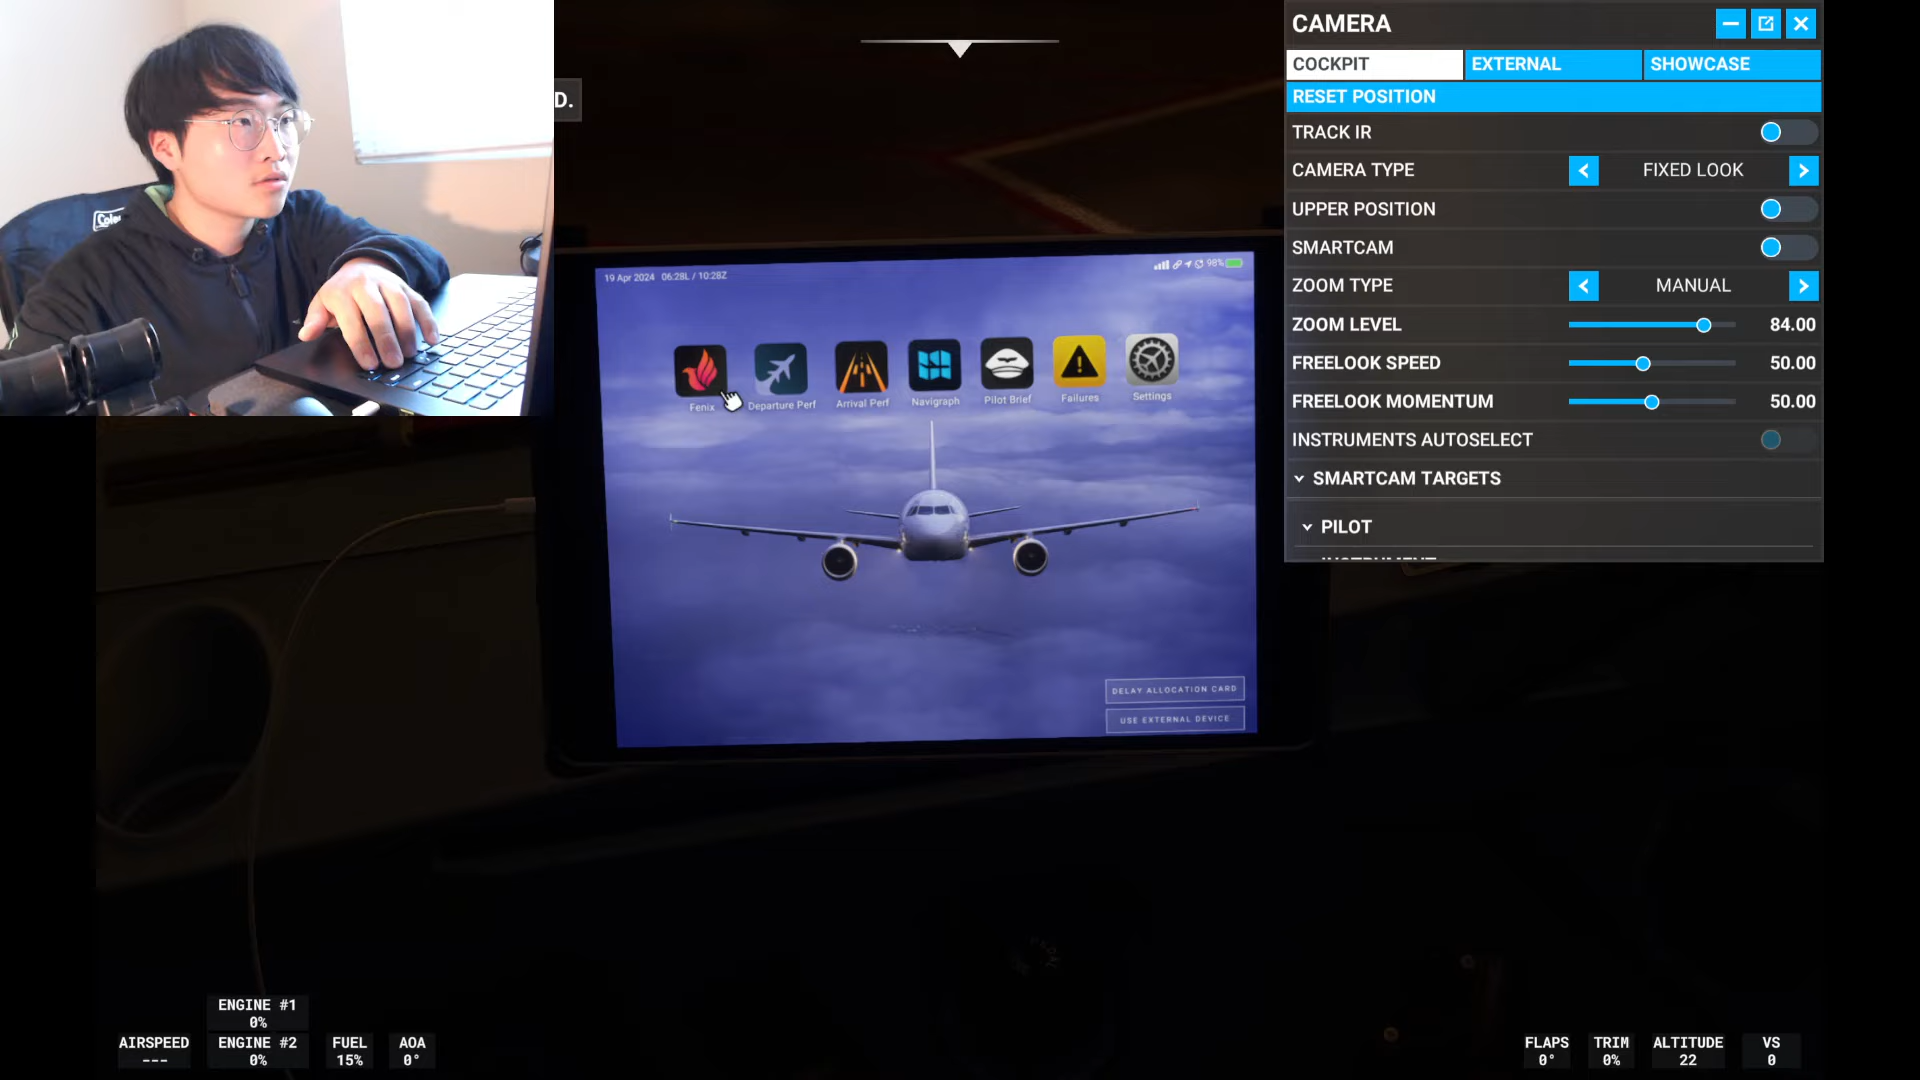 D.
CAMERA
COCKPIT EXTERNAL SHOWCASE
RESET POSITION
TRACK IR
CAMERA TYPE FIXED LOOK
UPPER POSITION
SMARTCAM
ZOOM TYPE MANUAL
ZOOM LEVEL 84.00
FREELOOK SPEED 50.00
FREELOOK MOMENTUM 50.00
INSTRUMENTS AUTOSELECT
SMARTCAM TARGETS
PILOT
19 Apr 2024 06:28L / 10:28Z
98%
Fenix Departure Perf Arrival Perf Navigraph Pilot Brief Failures Settings
DELAY ALLOCATION CARD
USE EXTERNAL DEVICE
AIRSPEED
---
ENGINE #1
0%
ENGINE #2
0%
FUEL
15%
AOA
0°
FLAPS
0°
TRIM
0%
ALTITUDE
22
VS
0